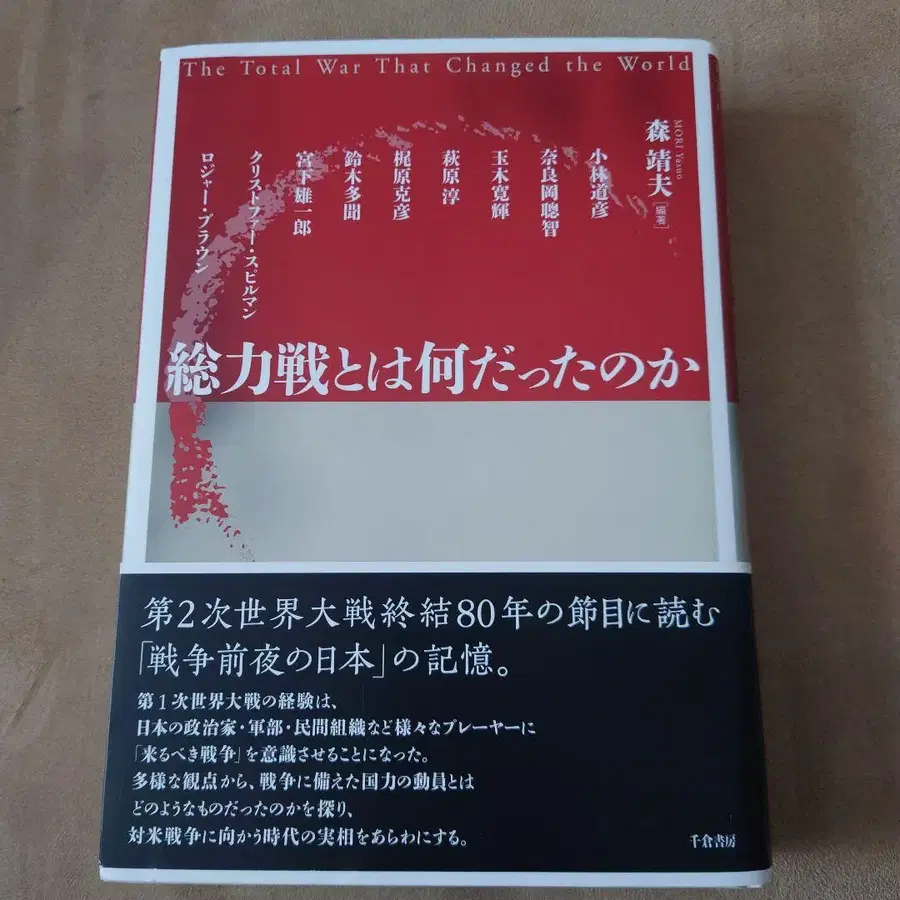 The Total War That Changed the World
森 靖夫[編著]
MORI Yasuo
小林道彦
奈良岡聰智
玉木寛輝
萩原 淳
梶原克彦
鈴木多聞
宮下雄一郎
クリストファー・スピルマン
ロジャー・ブラウン
総力戦とは何だったのか
第2次世界大戦終結80年の節目に読む
「戦争前夜の日本」の記憶。
第1次世界大戦の経験は、
日本の政治家・軍部・民間組織など様々なプレーヤーに
「来るべき戦争」を意識させることになった。
多様な観点から、戦争に備えた国力の動員とは
どのようなものだったのかを探り、
対米戦争に向かう時代の実相をあらわにする。
千倉書房